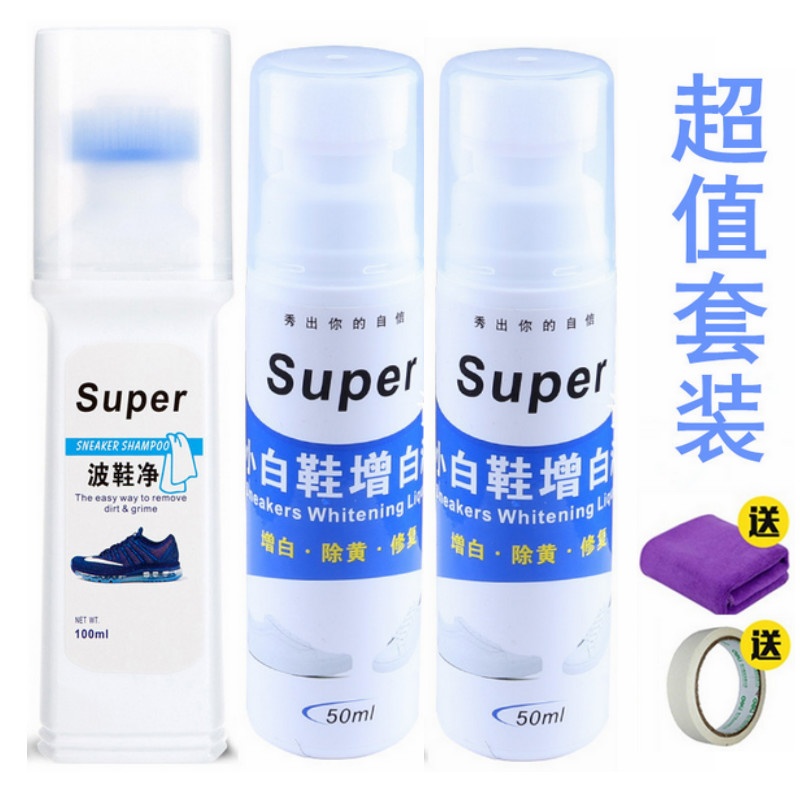 Super
SNEAKER SHAMPOO
波鞋净
The easy way to remove
dirt & grime
NET WT.
100ml
秀出你的自信
Super
小白鞋增白
Sneakers Whitening Liqu
增白·除黄·修复
50ml
秀出你的自信
Super
小白鞋增白
Sneakers Whitening Liqu
增白·除黄·修复
50ml
超值套装
送
送